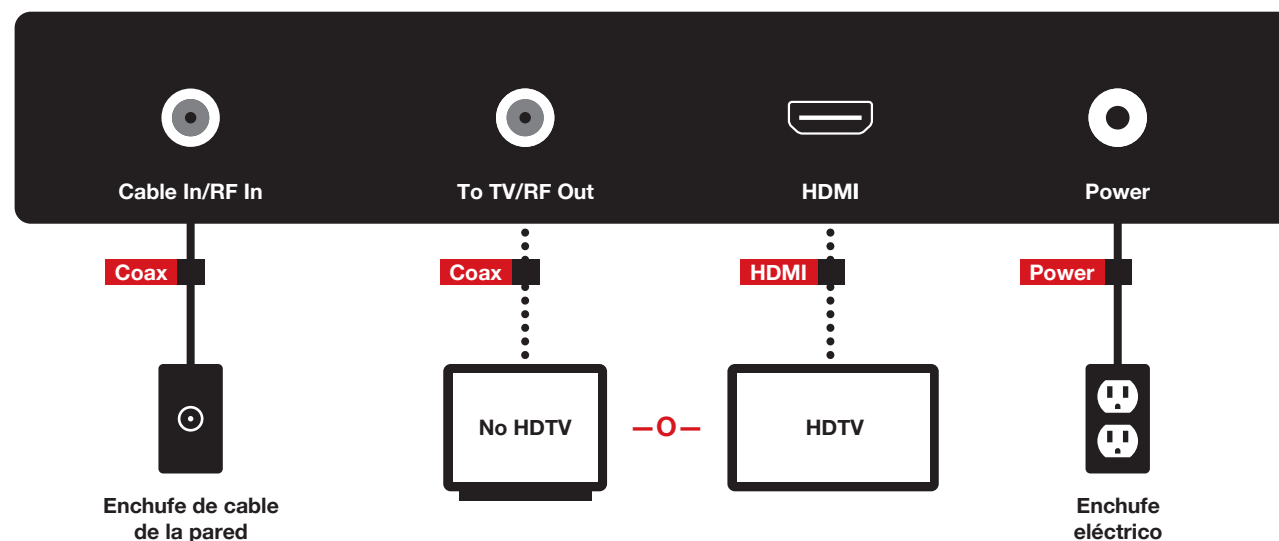 Cable In/RF In
To TV/RF Out
HDMI
Power
Coax
Coax
HDMI
Power
No HDTV
—O—
HDTV
Enchufe de cable
de la pared
Enchufe
eléctrico